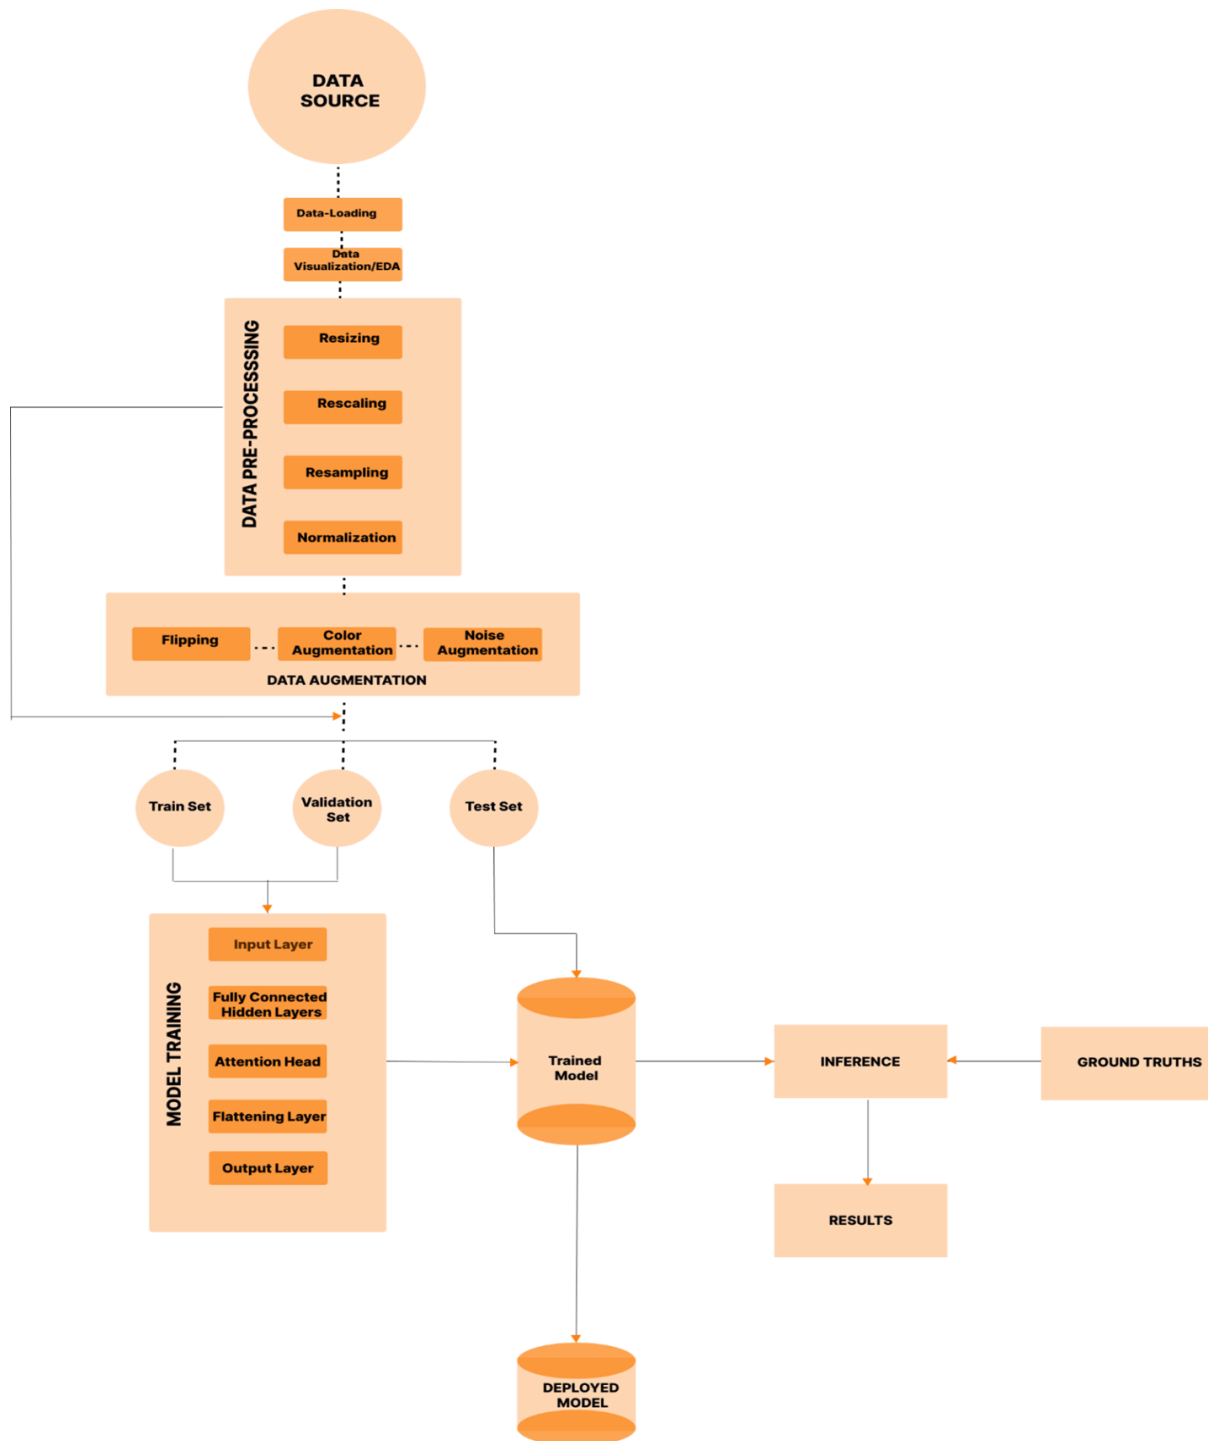 DATA
SOURCE
Data-Loading
Data
Visualization/EDA
DATA PRE-PROCESSSING
Resizing
Rescaling
Resampling
Normalization
Flipping
Color
Augmentation
Noise
Augmentation
DATA AUGMENTATION
Train Set
Validation
Set
Test Set
MODEL TRAINING
Input Layer
Fully Connected
Hidden Layers
Attention Head
Flattening Layer
Output Layer
Trained
Model
INFERENCE
GROUND TRUTHS
RESULTS
DEPLOYED
MODEL